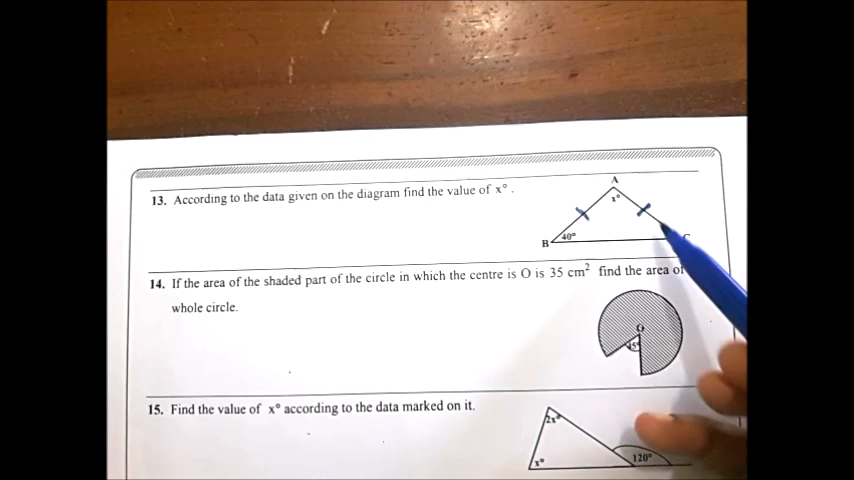 13. According to the data given on the diagram find the value of x° .
A
x°
B
40°
C
14. If the area of the shaded part of the circle in which the centre is O is 35 cm² find the area of
whole circle.
O
15. Find the value of x° according to the data marked on it.
2x°
x°
120°